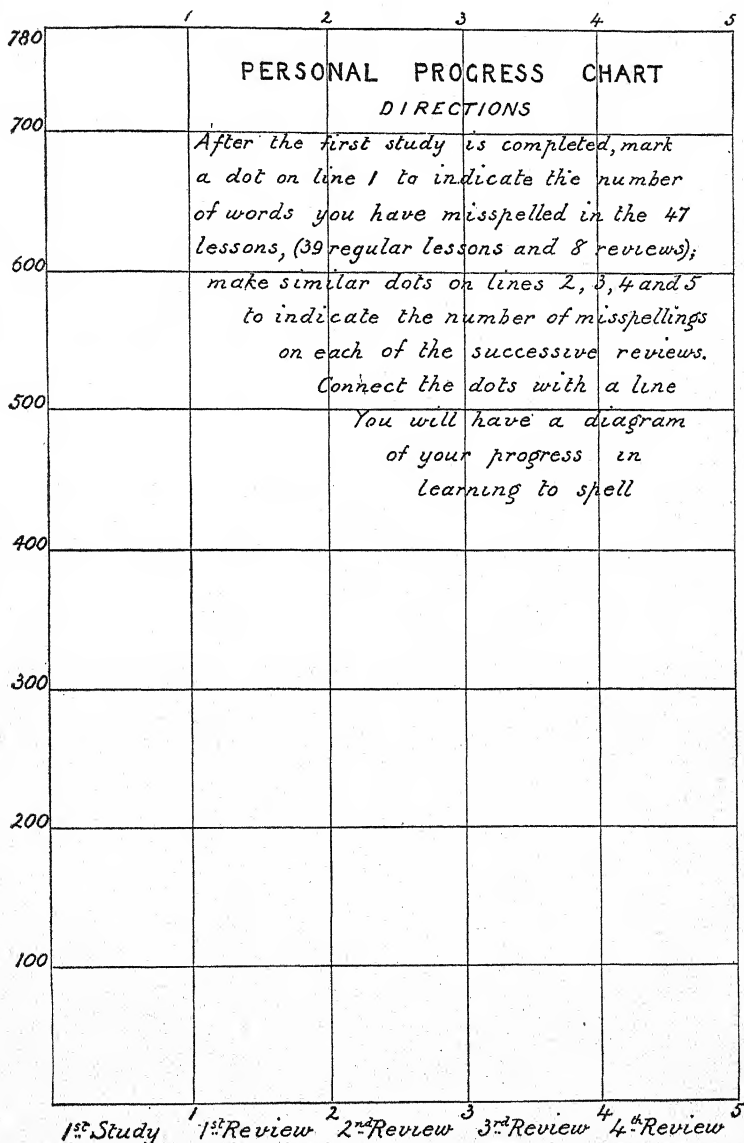 1 2 3 4 5
780
PERSONAL PROGRESS CHART
DIRECTIONS
700
After the first study is completed, mark
a dot on line 1 to indicate the number
of words you have misspelled in the 47
lessons, (39 regular lessons and 8 reviews);
600
make similar dots on lines 2, 3, 4 and 5
to indicate the number of misspellings
on each of the successive reviews.
Connect the dots with a line
500
You will have a diagram
of your progress in
learning to spell
400
300
200
100
1 2 3 4 5
1st Study 1st Review 2nd Review 3rd Review 4th Review